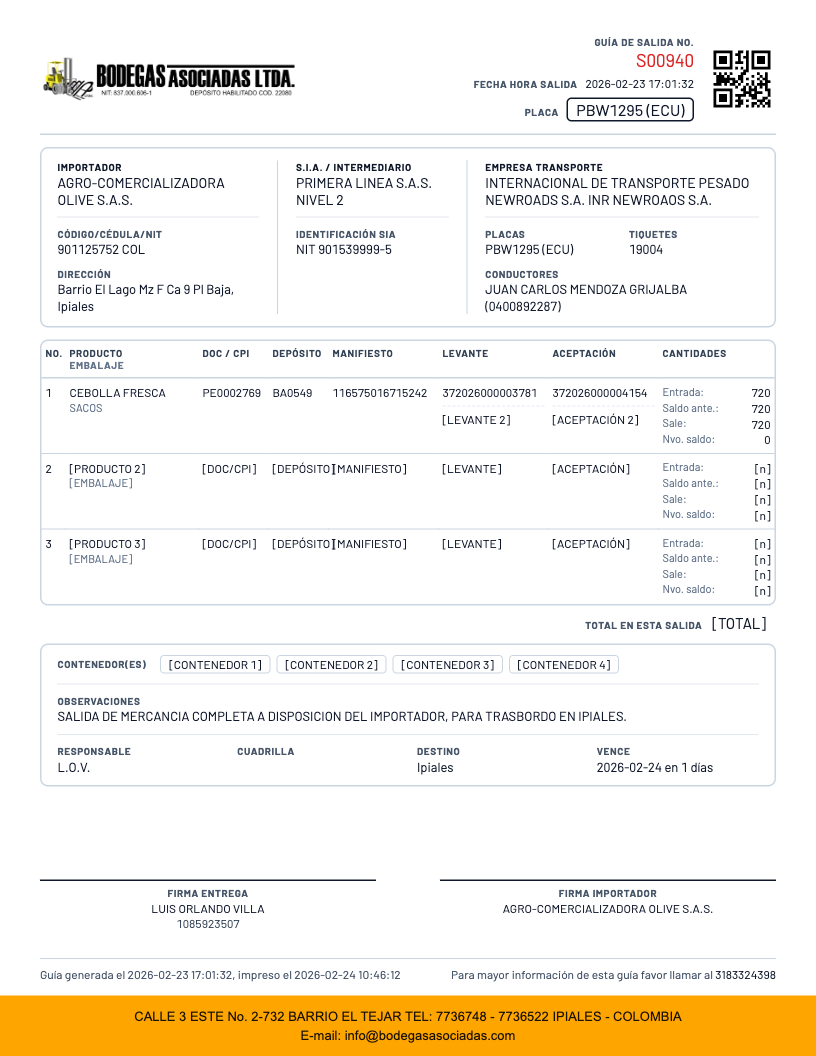 GUÍA DE SALIDA NO.
S00940
FECHA HORA SALIDA 2026-02-23 17:01:32
PLACA PBW1295 (ECU)
BODEGAS ASOCIADAS LTDA.
NIT: 837.000.606-1 DEPÓSITO HABILITADO COD. 22080
IMPORTADOR
AGRO-COMERCIALIZADORA
OLIVE S.A.S.
CÓDIGO/CÉDULA/NIT
901125752 COL
DIRECCIÓN
Barrio El Lago Mz F Ca 9 Pl Baja,
Ipiales
S.I.A. / INTERMEDIARIO
PRIMERA LINEA S.A.S.
NIVEL 2
IDENTIFICACIÓN SIA
NIT 901539999-5
EMPRESA TRANSPORTE
INTERNACIONAL DE TRANSPORTE PESADO
NEWROADS S.A. INR NEWROAOS S.A.
PLACAS TIQUETES
PBW1295 (ECU) 19004
CONDUCTORES
JUAN CARLOS MENDOZA GRIJALBA
(0400892287)
NO. PRODUCTO DOC / CPI DEPÓSITO MANIFIESTO LEVANTE ACEPTACIÓN CANTIDADES
EMBALAJE
1 CEBOLLA FRESCA PE0002769 BA0549 116575016715242 372026000003781 372026000004154 Entrada: 720
SACOS Saldo ante.: 720
[LEVANTE 2] [ACEPTACIÓN 2] Sale: 720
Nvo. saldo: 0
2 [PRODUCTO 2] [DOC/CPI] [DEPÓSITO] [MANIFIESTO] [LEVANTE] [ACEPTACIÓN] Entrada: [n]
[EMBALAJE] Saldo ante.: [n]
Sale: [n]
Nvo. saldo: [n]
3 [PRODUCTO 3] [DOC/CPI] [DEPÓSITO] [MANIFIESTO] [LEVANTE] [ACEPTACIÓN] Entrada: [n]
[EMBALAJE] Saldo ante.: [n]
Sale: [n]
Nvo. saldo: [n]
TOTAL EN ESTA SALIDA [TOTAL]
CONTENEDOR(ES) [CONTENEDOR 1] [CONTENEDOR 2] [CONTENEDOR 3] [CONTENEDOR 4]
OBSERVACIONES
SALIDA DE MERCANCIA COMPLETA A DISPOSICION DEL IMPORTADOR, PARA TRASBORDO EN IPIALES.
RESPONSABLE CUADRILLA DESTINO VENCE
L.O.V. Ipiales 2026-02-24 en 1 días
FIRMA ENTREGA
LUIS ORLANDO VILLA
1085923507
FIRMA IMPORTADOR
AGRO-COMERCIALIZADORA OLIVE S.A.S.
Guía generada el 2026-02-23 17:01:32, impreso el 2026-02-24 10:46:12 Para mayor información de esta guía favor llamar al 3183324398
CALLE 3 ESTE No. 2-732 BARRIO EL TEJAR TEL: 7736748 - 7736522 IPIALES - COLOMBIA
E-mail: info@bodegasasociadas.com